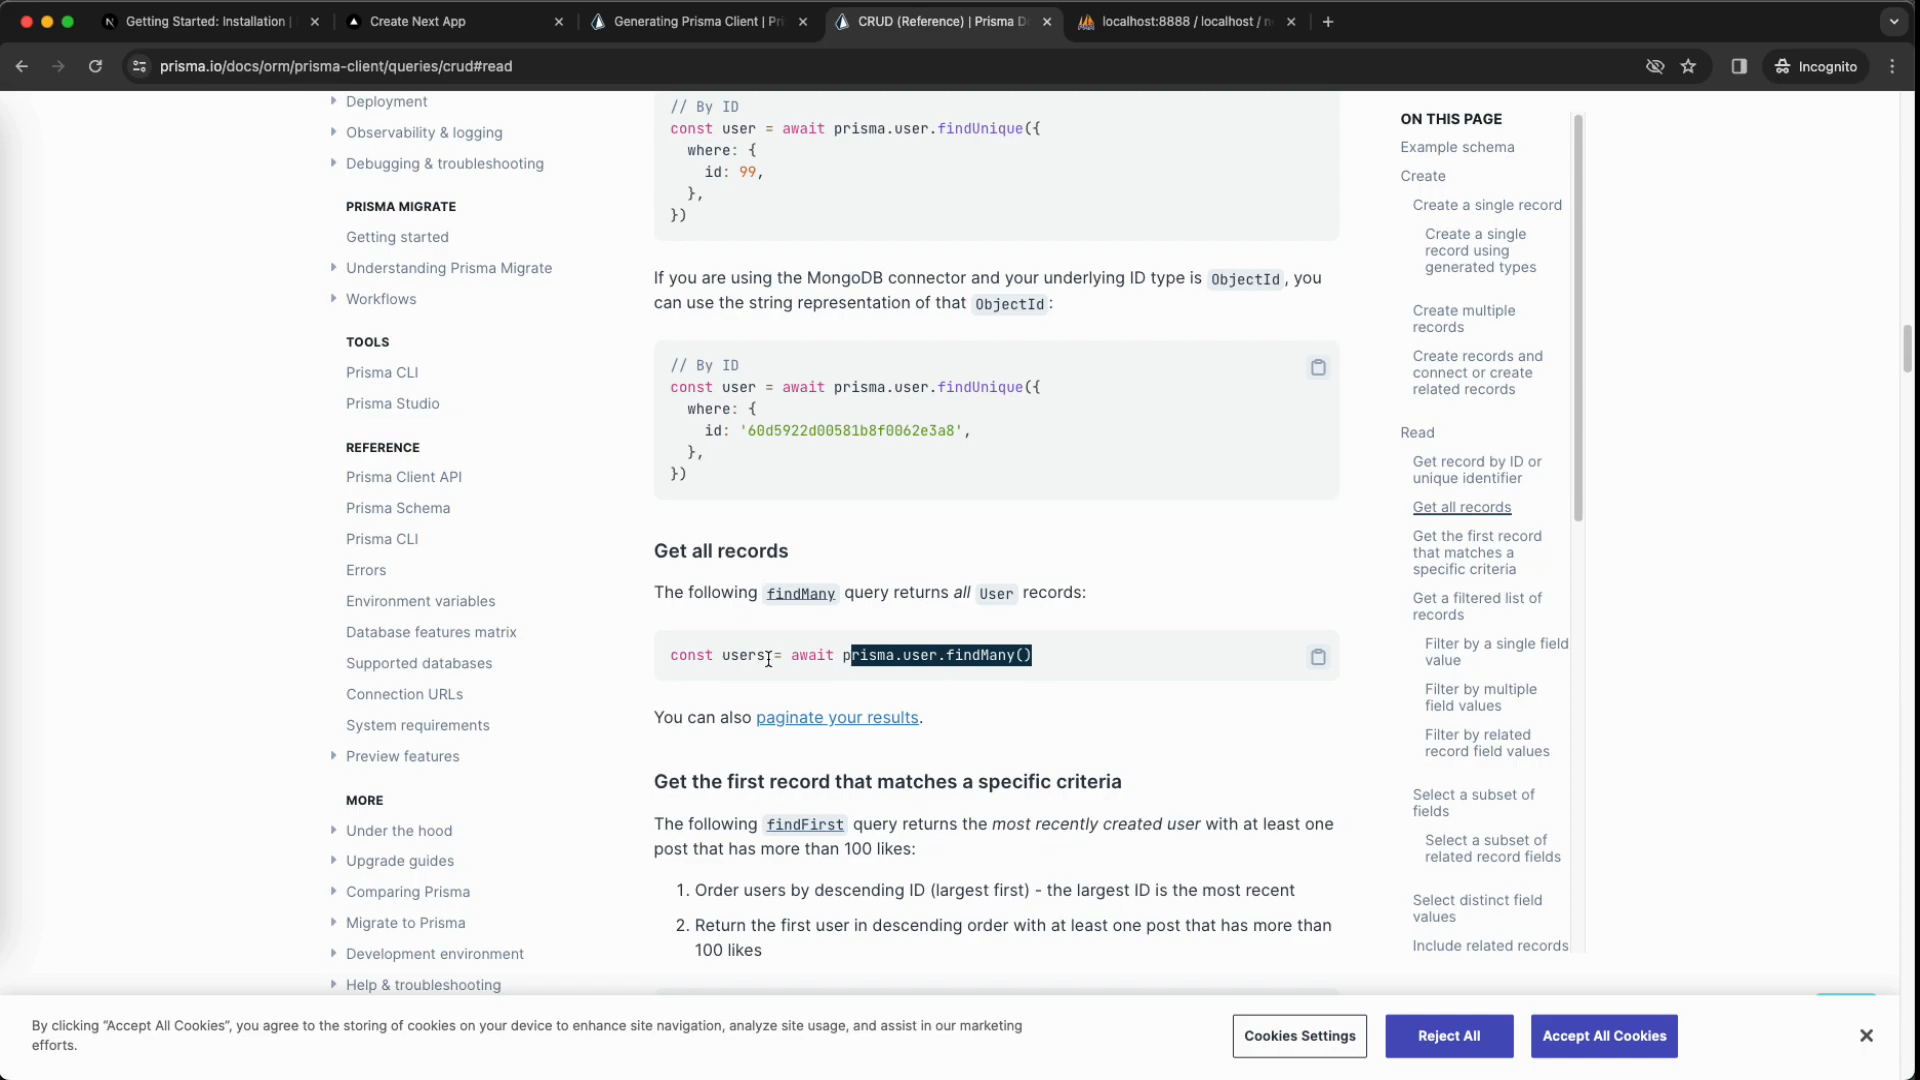 Getting Started: Installation |
Create Next App
Generating Prisma Client | Pri
CRUD (Reference) | Prisma D
localhost:8888 / localhost / n
prisma.io/docs/orm/prisma-client/queries/crud#read
Incognito
Deployment
Observability & logging
Debugging & troubleshooting
PRISMA MIGRATE
Getting started
Understanding Prisma Migrate
Workflows
TOOLS
Prisma CLI
Prisma Studio
REFERENCE
Prisma Client API
Prisma Schema
Prisma CLI
Errors
Environment variables
Database features matrix
Supported databases
Connection URLs
System requirements
Preview features
MORE
Under the hood
Upgrade guides
Comparing Prisma
Migrate to Prisma
Development environment
Help & troubleshooting
// By ID
const user = await prisma.user.findUnique({
where: {
id: 99,
},
})
If you are using the MongoDB connector and your underlying ID type is ObjectId, you
can use the string representation of that ObjectId:
// By ID
const user = await prisma.user.findUnique({
where: {
id: '60d5922d00581b8f0062e3a8',
},
})
Get all records
The following findMany query returns all User records:
const users = await prisma.user.findMany()
You can also paginate your results.
Get the first record that matches a specific criteria
The following findFirst query returns the most recently created user with at least one
post that has more than 100 likes:
1. Order users by descending ID (largest first) - the largest ID is the most recent
2. Return the first user in descending order with at least one post that has more than
100 likes
ON THIS PAGE
Example schema
Create
Create a single record
Create a single
record using
generated types
Create multiple
records
Create records and
connect or create
related records
Read
Get record by ID or
unique identifier
Get all records
Get the first record
that matches a
specific criteria
Get a filtered list of
records
Filter by a single field
value
Filter by multiple
field values
Filter by related
record field values
Select a subset of
fields
Select a subset of
related record fields
Select distinct field
values
Include related records
By clicking “Accept All Cookies”, you agree to the storing of cookies on your device to enhance site navigation, analyze site usage, and assist in our marketing
efforts.
Cookies Settings
Reject All
Accept All Cookies